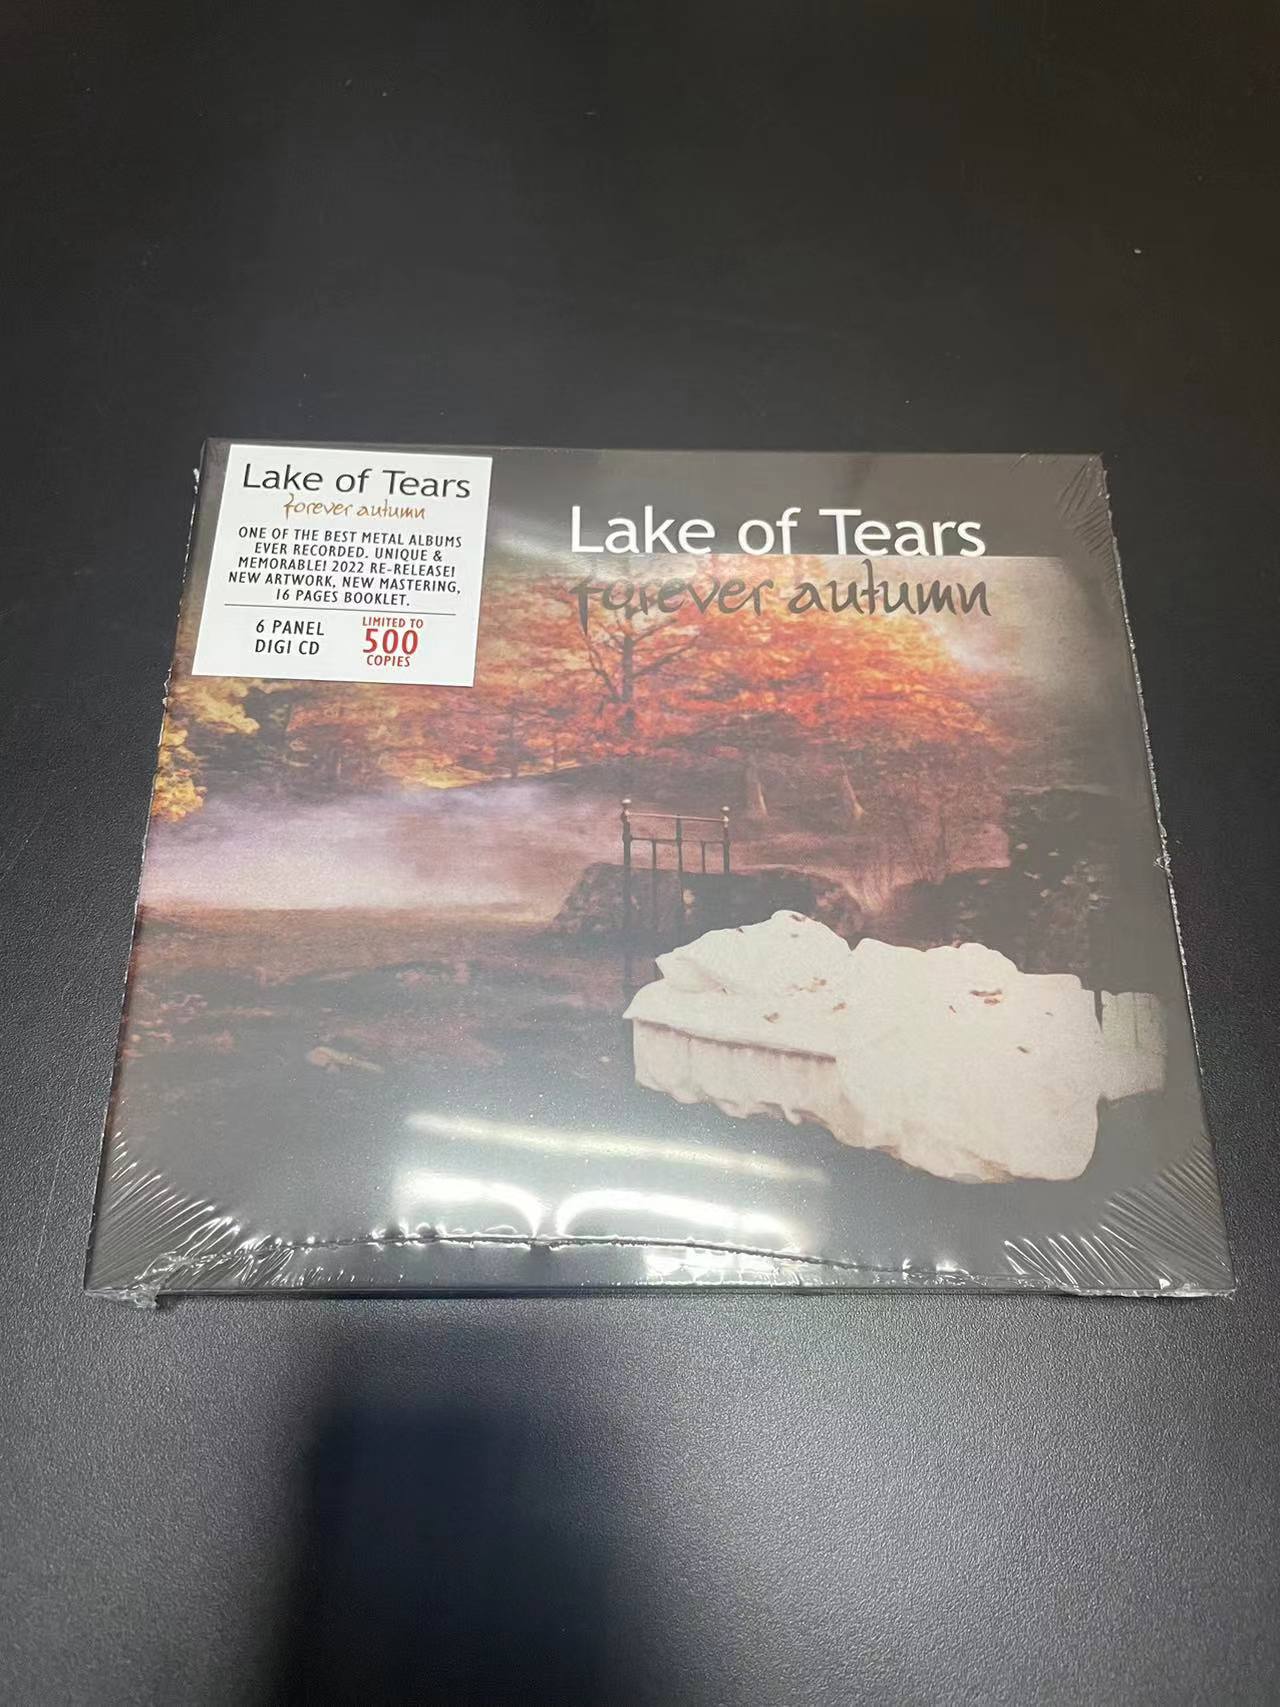 Lake of Tears
forever autumn
ONE OF THE BEST METAL ALBUMS
EVER RECORDED. UNIQUE &
MEMORABLE! 2022 RE-RELEASE!
NEW ARTWORK, NEW MASTERING,
16 PAGES BOOKLET.
6 PANEL
DIGI CD
LIMITED TO
500
COPIES
Lake of Tears
forever autumn